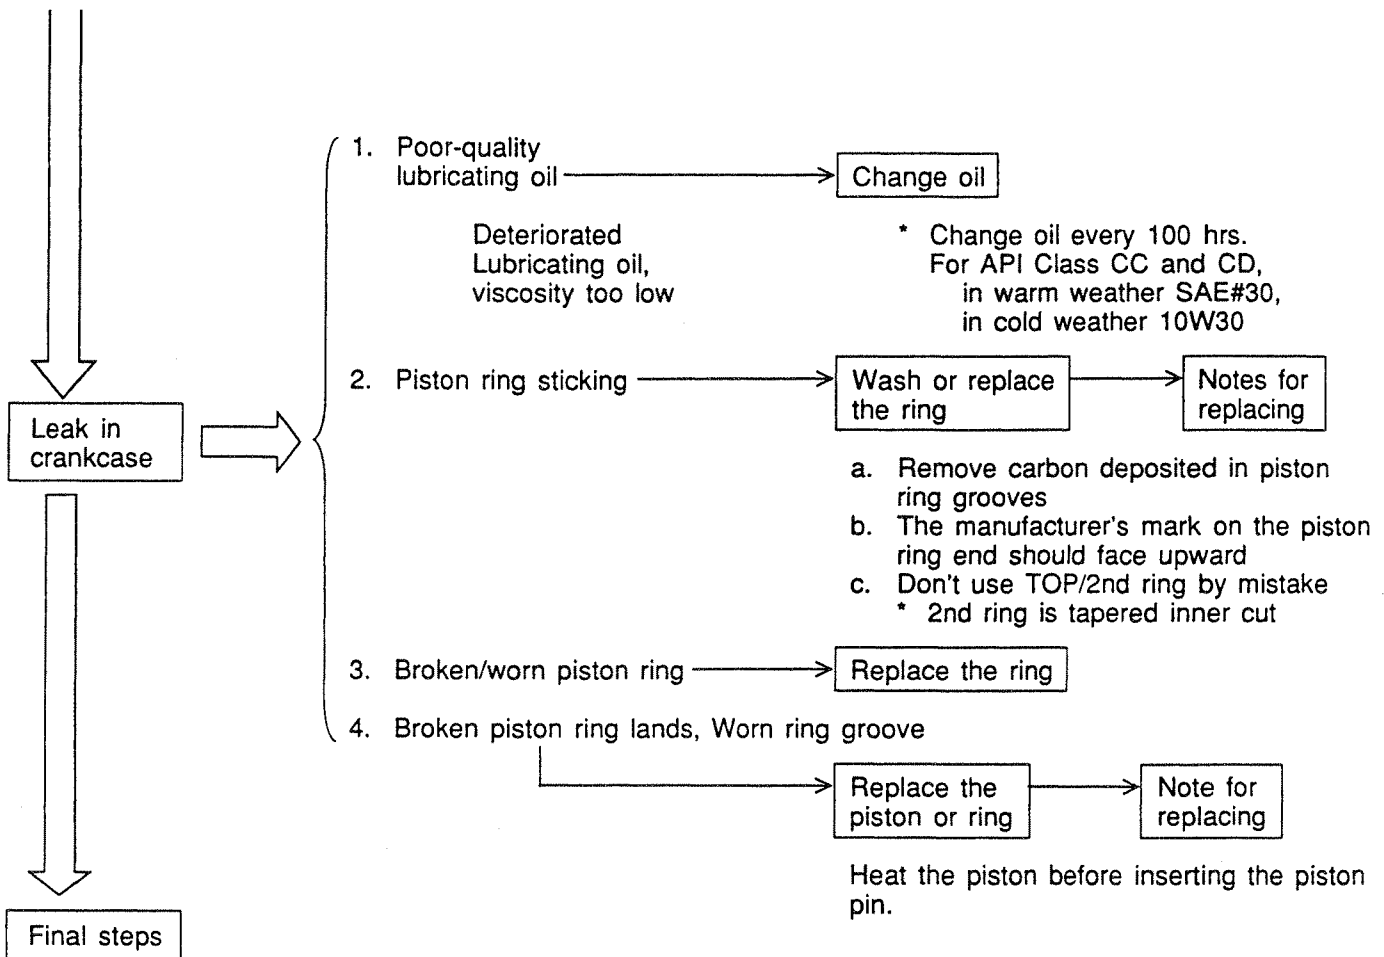 1. Poor-quality
lubricating oil
Change oil
Deteriorated
Lubricating oil,
viscosity too low
* Change oil every 100 hrs.
For API Class CC and CD,
in warm weather SAE#30,
in cold weather 10W30
Leak in
crankcase
2. Piston ring sticking
Wash or replace
the ring
Notes for
replacing
a. Remove carbon deposited in piston
ring grooves
b. The manufacturer's mark on the piston
ring end should face upward
c. Don't use TOP/2nd ring by mistake
* 2nd ring is tapered inner cut
3. Broken/worn piston ring
Replace the ring
4. Broken piston ring lands, Worn ring groove
Replace the
piston or ring
Note for
replacing
Heat the piston before inserting the piston
pin.
Final steps